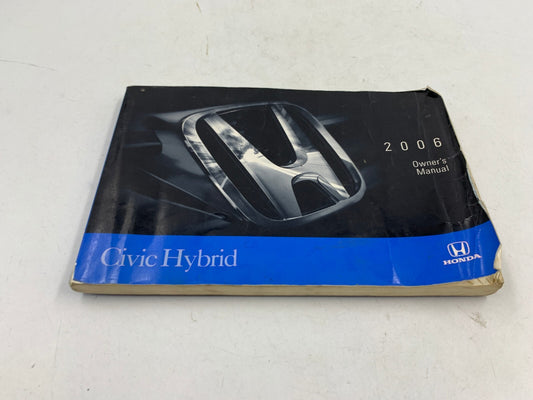 2006
Owner's
Manual
Civic Hybrid
HONDA